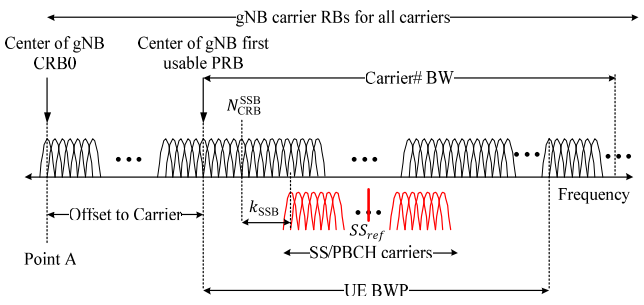 gNB carrier RBs for all carriers
Center of gNB
CRB0
Center of gNB first
usable PRB
Carrier# BW
N_CRB^SSB
Frequency
Offset to Carrier
k_SSB
SS_ref
SS/PBCH carriers
Point A
UE BWP